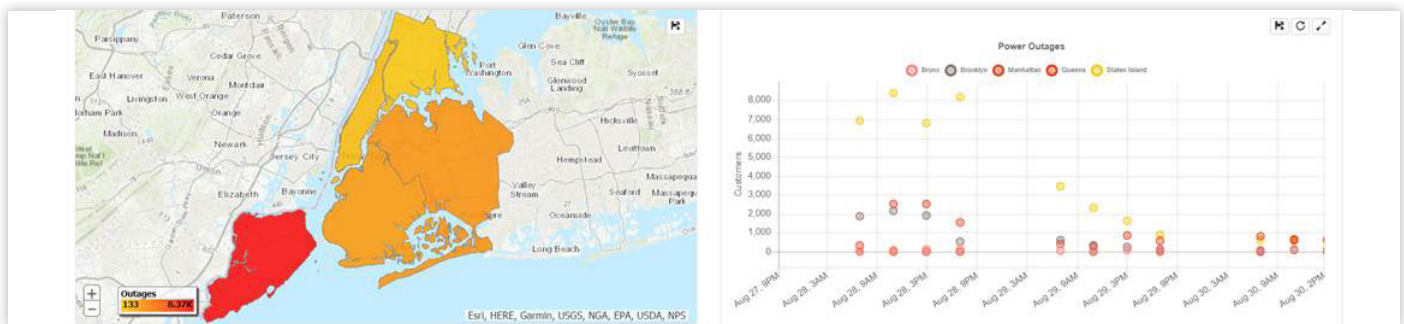 Paterson
Bayville
Oyster Bay
Natl Wildlife
Refuge
Parsippany
Glen Cove
Cedar Grove
Sea Cliff
Port
Washington
Syosset
East Hanover
Verona
Montclair
Glenwood
Landing
Livingston
West Orange
Orange
Hicksville
Madison
Newark
Levittown
Jersey City
Hempstead
Union
Massapequa
Elizabeth
Bayonne
Valley
Stream
Seaford
Massapequa
Park
Oceanside
Long Beach
+
−
Outages
133 8.37K
Esri, HERE, Garmin, USGS, NGA, EPA, USDA, NPS
Power Outages
Bronx Brooklyn Manhattan Queens Staten Island
Customers
8,000
7,000
6,000
5,000
4,000
3,000
2,000
1,000
0
Aug 27, 9PM
Aug 28, 3AM
Aug 28, 9AM
Aug 28, 3PM
Aug 28, 9PM
Aug 29, 3AM
Aug 29, 9AM
Aug 29, 3PM
Aug 29, 9PM
Aug 30, 3AM
Aug 30, 9AM
Aug 30, 2PM